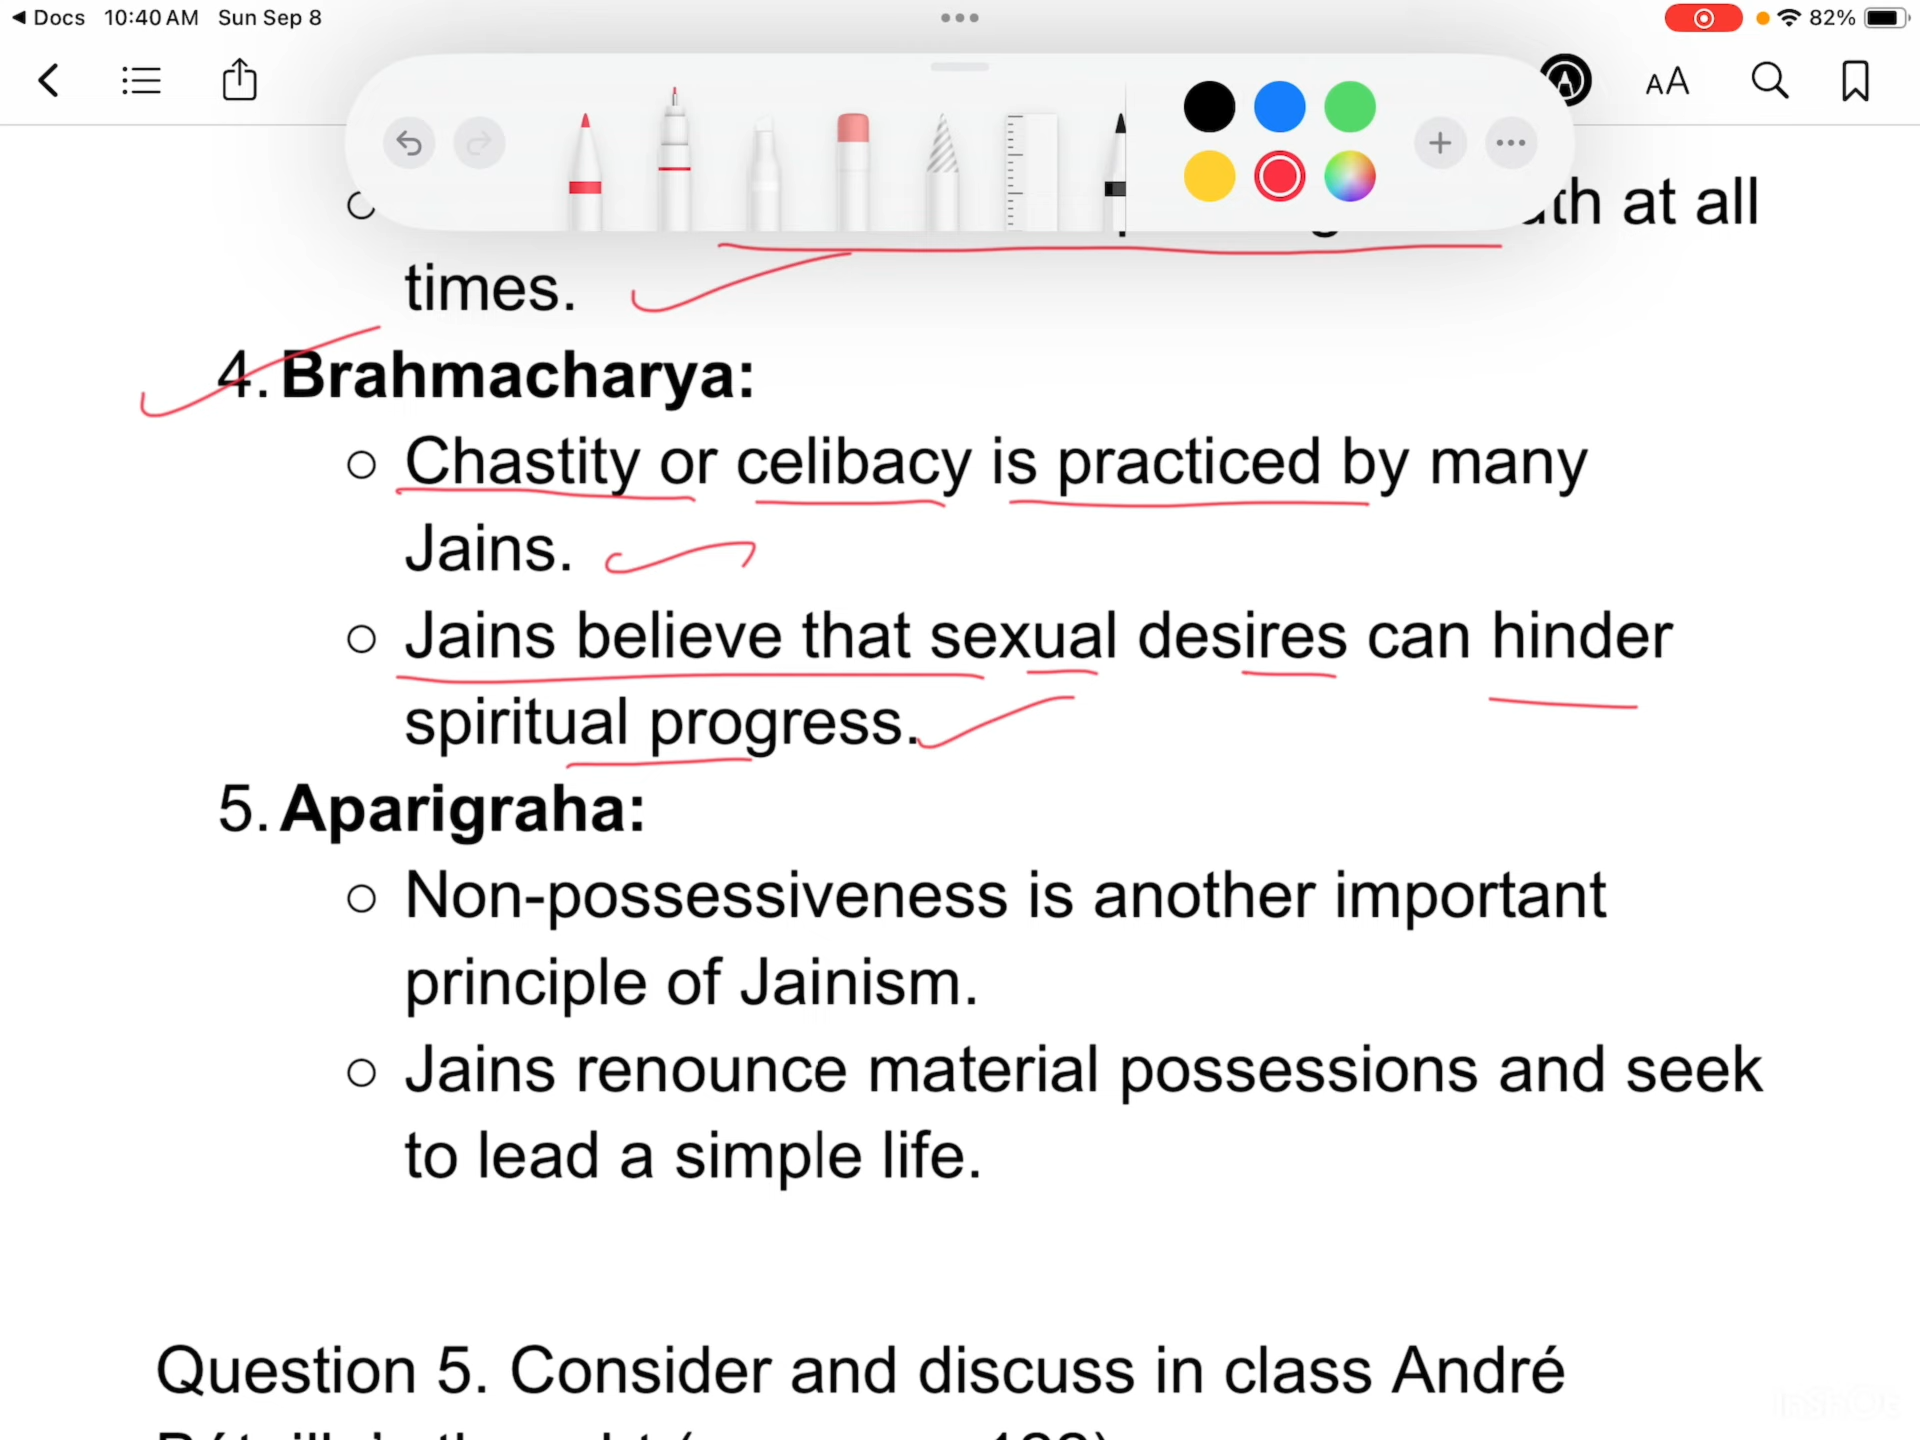 Docs 10:40 AM Sun Sep 8 82%
AA
th at all
times.
4. Brahmacharya:
Chastity or celibacy is practiced by many
Jains.
Jains believe that sexual desires can hinder
spiritual progress.
5. Aparigraha:
Non-possessiveness is another important
principle of Jainism.
Jains renounce material possessions and seek
to lead a simple life.
Question 5. Consider and discuss in class André